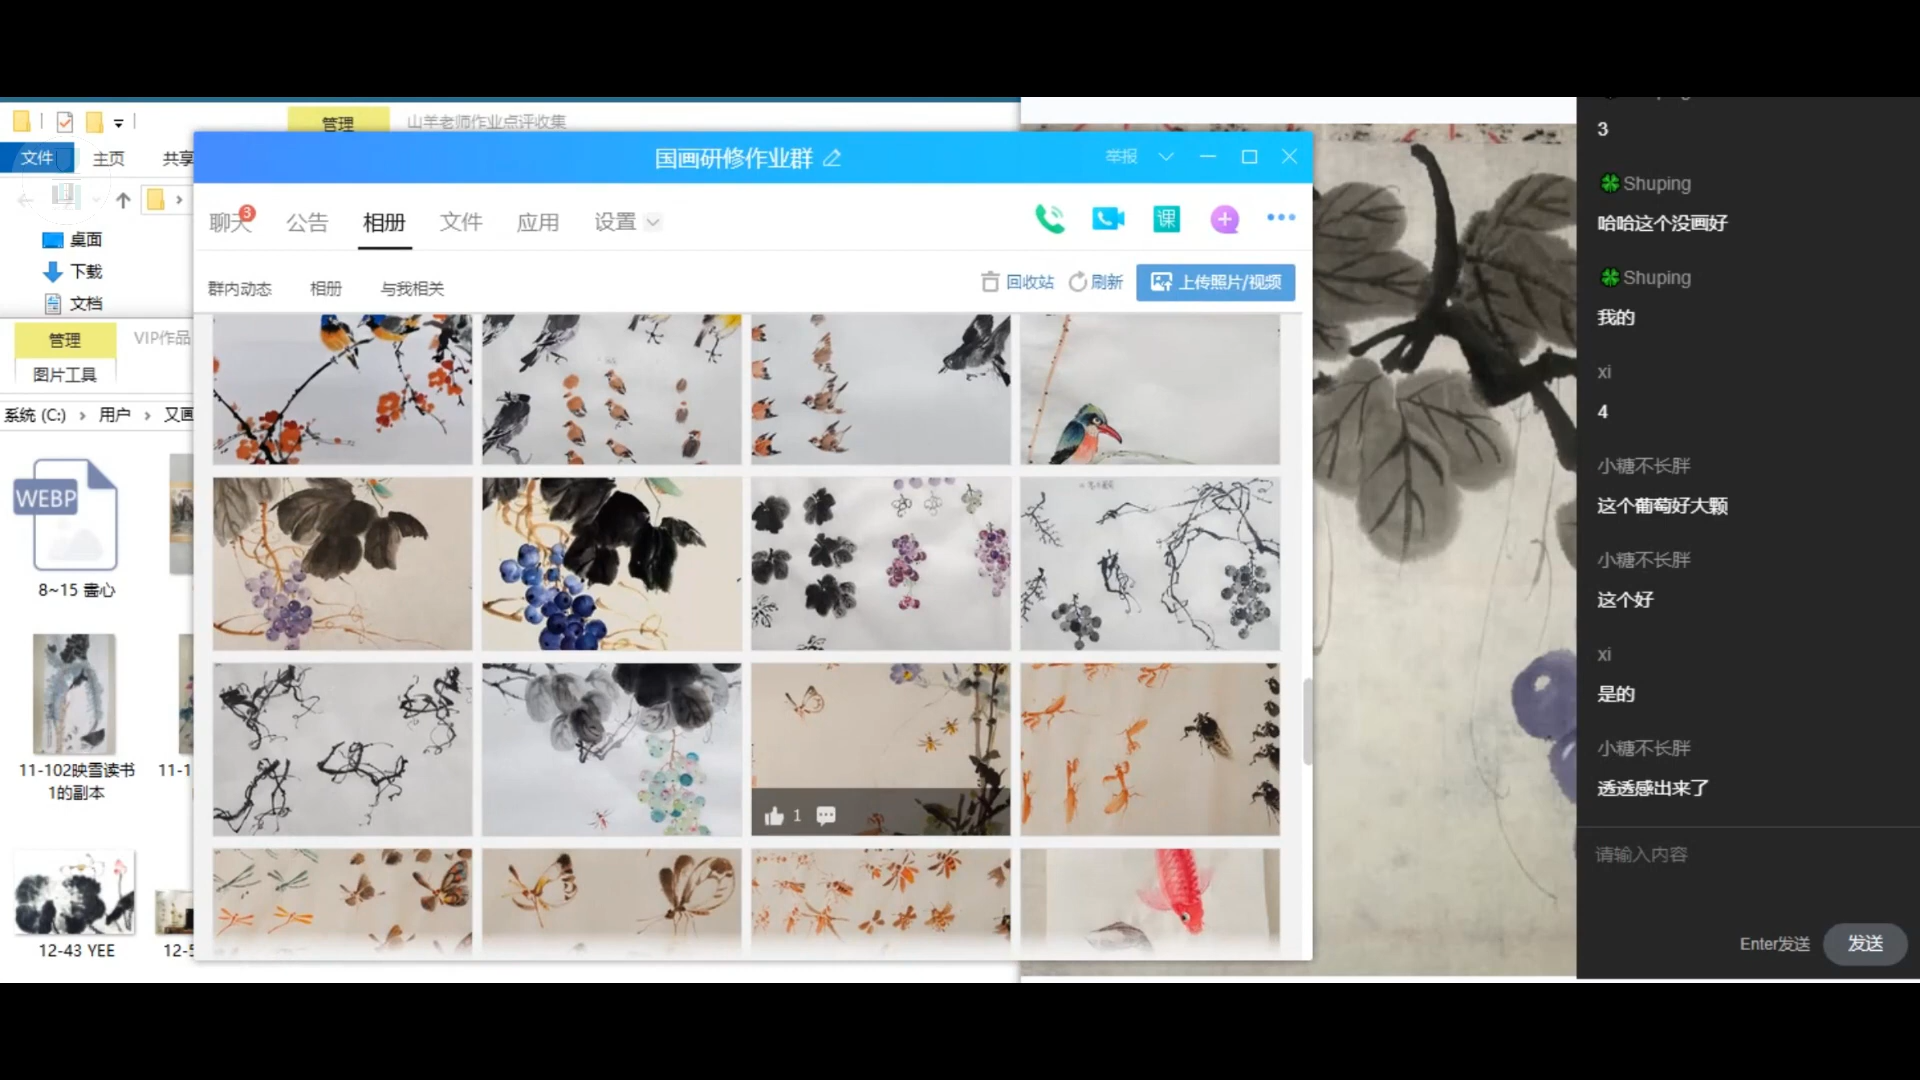 管理
山羊老师作业点评收集
文件
主页
共享
桌面
下载
文档
管理
VIP作品
图片工具
系统 (C:)
用户
又画
WEBP
8~15 畵心
11-102映雪读书
1的副本
11-1
12-43 YEE
12-5
国画研修作业群
举报
聊天
3
公告
相册
文件
应用
设置
课
群内动态
相册
与我相关
回收站
刷新
上传照片/视频
1
3
Shuping
哈哈这个没画好
Shuping
我的
xi
4
小糖不长胖
这个葡萄好大颗
小糖不长胖
这个好
xi
是的
小糖不长胖
透透感出来了
请输入内容
Enter发送
发送